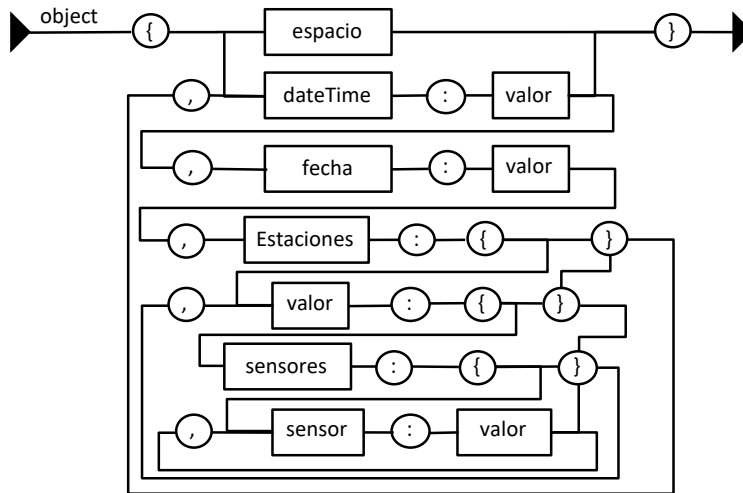 object { espacio }
, dateTime : valor
, fecha : valor
, Estaciones : { }
, valor : { }
sensores : { }
, sensor : valor